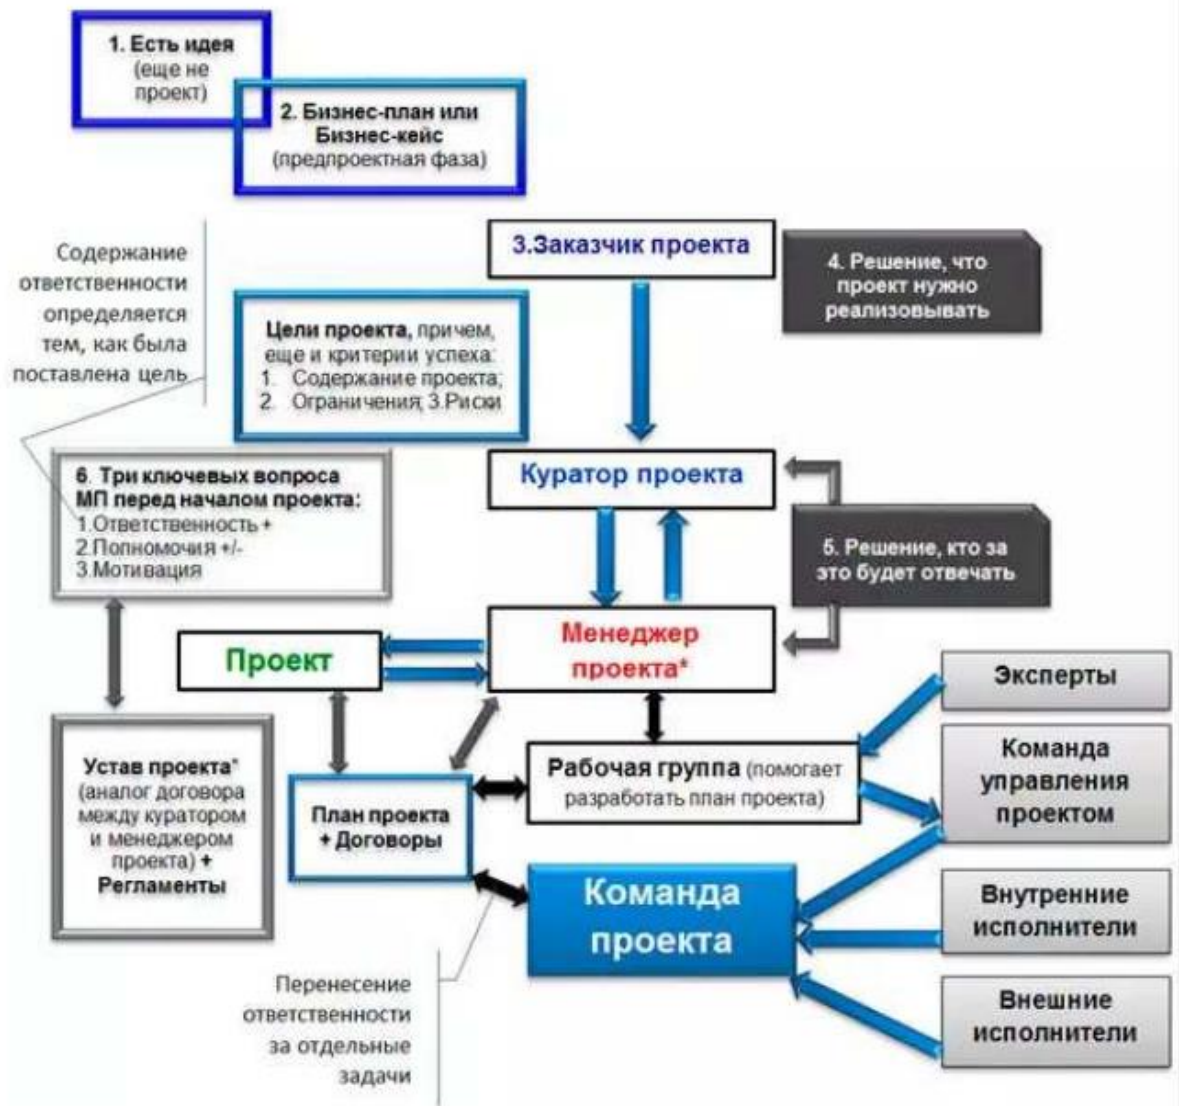 1. Есть идея
(еще не
проект)
2. Бизнес-план или
Бизнес-кейс
(предпроектная фаза)
3.Заказчик проекта
4. Решение, что
проект нужно
реализовывать
Содержание
ответственности
определяется
тем, как была
поставлена цель
Цели проекта, причем,
еще и критерии успеха:
1. Содержание проекта;
2. Ограничения; 3.Риски
Куратор проекта
6. Три ключевых вопроса
МП перед началом проекта:
1.Ответственность +
2.Полномочия +/-
3.Мотивация
5. Решение, кто за
это будет отвечать
Менеджер
проекта*
Проект
Эксперты
Устав проекта*
(аналог договора
между куратором
и менеджером
проекта) +
Регламенты
План проекта
+ Договоры
Рабочая группа (помогает
разработать план проекта)
Команда
управления
проектом
Команда
проекта
Внутренние
исполнители
Внешние
исполнители
Перенесение
ответственности
за отдельные
задачи